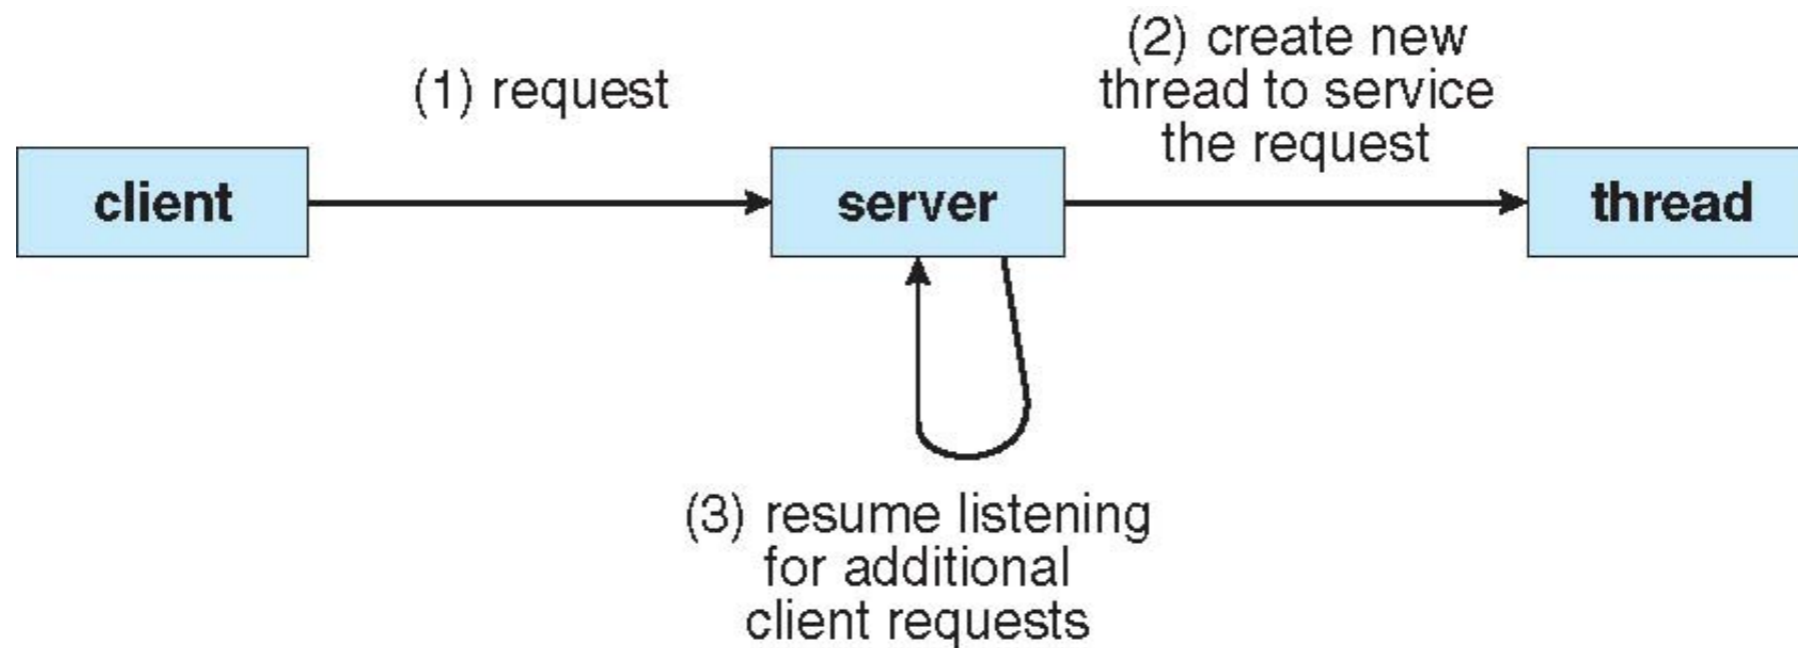 (1) request
(2) create new
thread to service
the request
client
server
thread
(3) resume listening
for additional
client requests